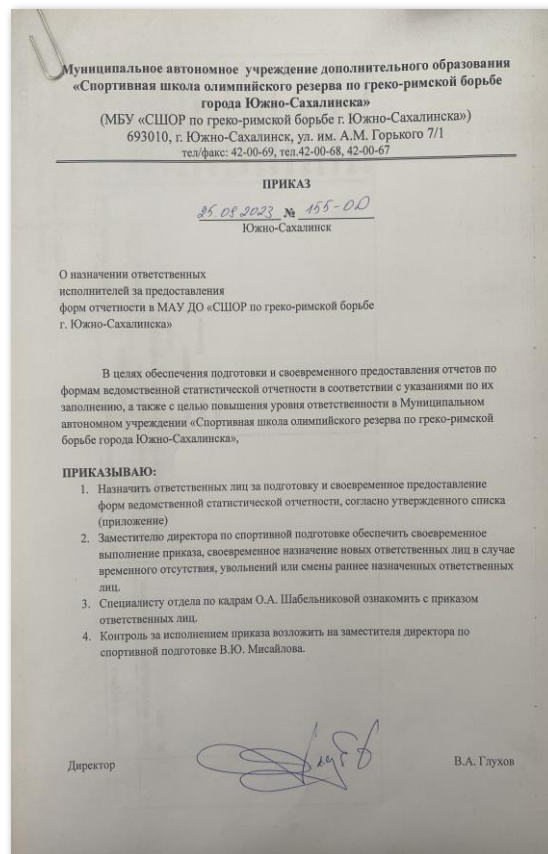 Муниципальное автономное учреждение дополнительного образования
«Спортивная школа олимпийского резерва по греко-римской борьбе
города Южно-Сахалинска»
(МБУ «СШОР по греко-римской борьбе г. Южно-Сахалинска»)
693010, г. Южно-Сахалинск, ул. им. А.М. Горького 7/1
тел/факс: 42-00-69, тел.42-00-68, 42-00-67
ПРИКАЗ
25.09.2023 № 155-ОД
Южно-Сахалинск
О назначении ответственных
исполнителей за предоставления
форм отчетности в МАУ ДО «СШОР по греко-римской борьбе
г. Южно-Сахалинска»
В целях обеспечения подготовки и своевременного предоставления отчетов по
формам ведомственной статистической отчетности в соответствии с указаниями по их
заполнению, а также с целью повышения уровня ответственности в Муниципальном
автономном учреждении «Спортивная школа олимпийского резерва по греко-римской
борьбе города Южно-Сахалинска»,
ПРИКАЗЫВАЮ:
1. Назначить ответственных лиц за подготовку и своевременное предоставление
форм ведомственной статистической отчетности, согласно утвержденного списка
(приложение)
2. Заместителю директора по спортивной подготовке обеспечить своевременное
выполнение приказа, своевременное назначение новых ответственных лиц в случае
временного отсутствия, увольнений или смены раннее назначенных ответственных
лиц.
3. Специалисту отдела по кадрам О.А. Шабельниковой ознакомить с приказом
ответственных лиц.
4. Контроль за исполнением приказа возложить на заместителя директора по
спортивной подготовке В.Ю. Мисайлова.
Директор В.А. Глухов